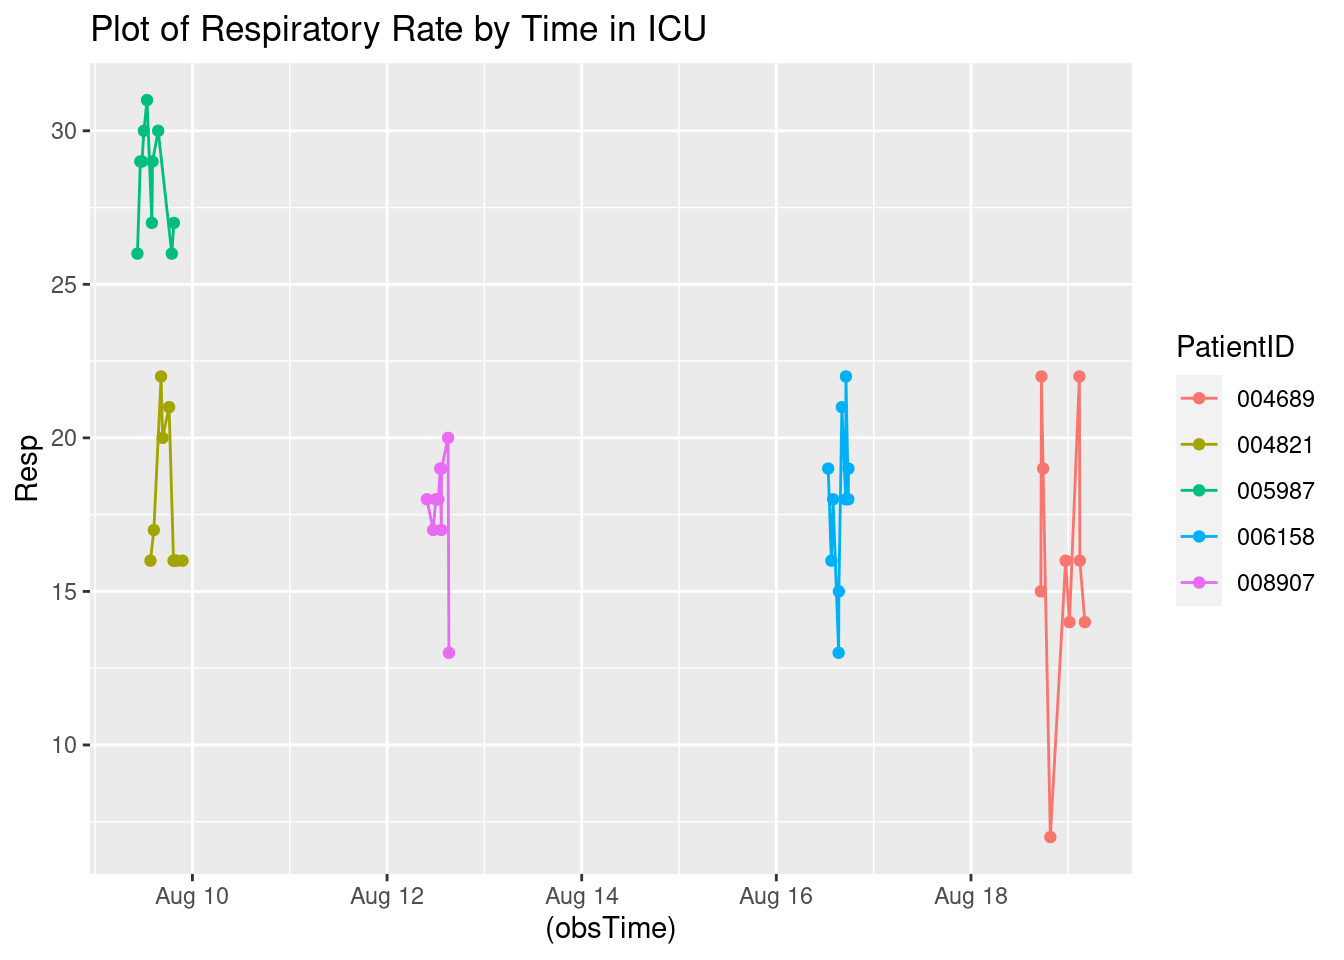 Plot of Respiratory Rate by Time in ICU
Resp
30
25
20
15
10
Aug 10
Aug 12
Aug 14
Aug 16
Aug 18
(obsTime)
PatientID
004689
004821
005987
006158
008907